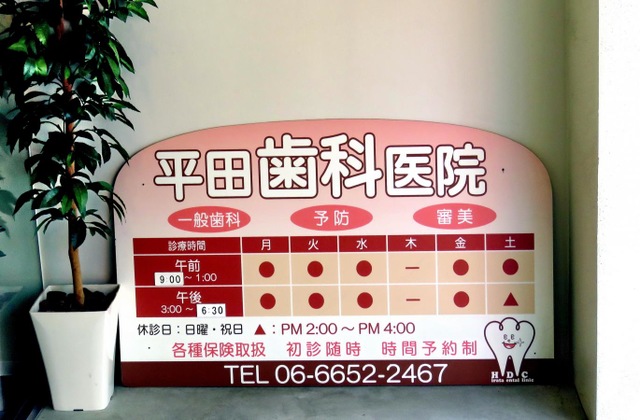 平田歯科医院
一般歯科 予防 審美
診療時間 月 火 水 木 金 土
午前 9:00～1:00 ● ● ● － ● ●
午後 3:00～6:30 ● ● ● － ● ▲
休診日：日曜・祝日 ▲：PM 2:00～PM 4:00
各種保険取扱 初診随時 時間予約制
TEL 06-6652-2467
H D C